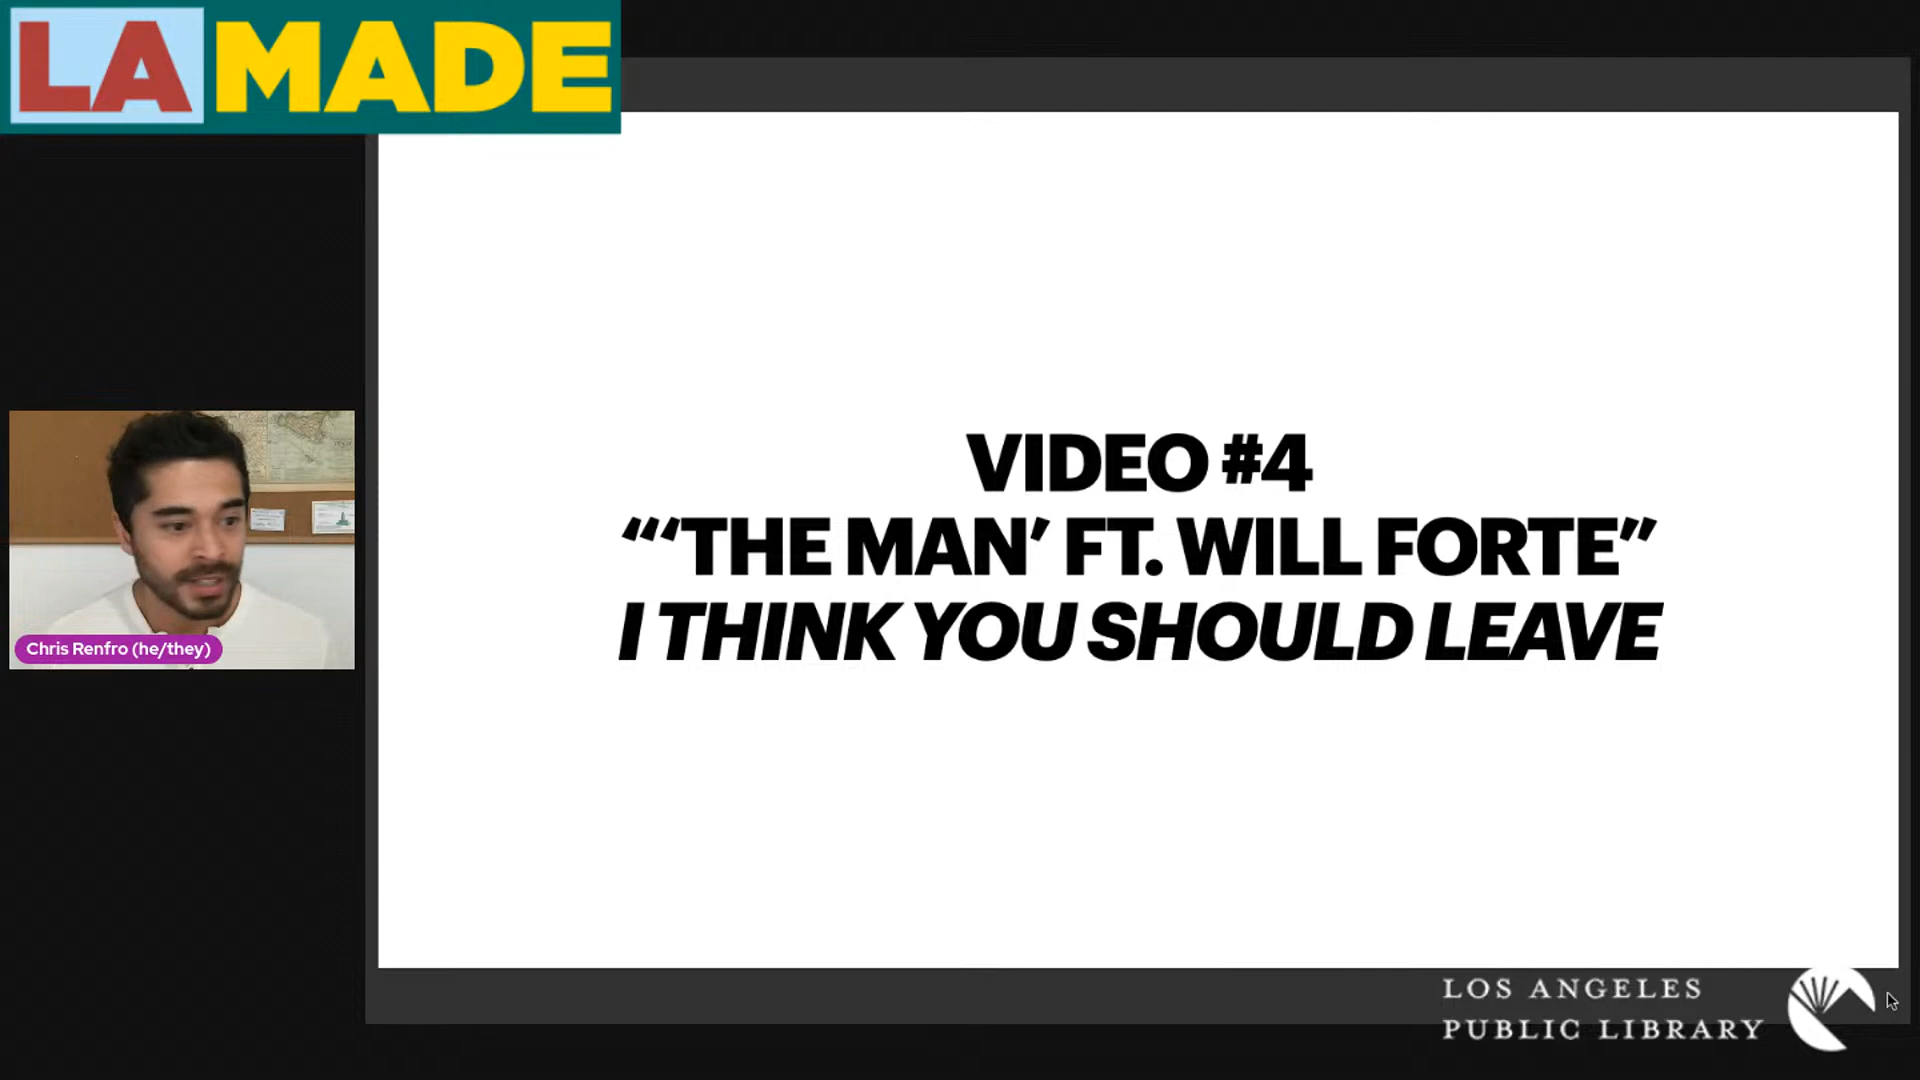 LA MADE
VIDEO #4
“‘THE MAN’ FT. WILL FORTE”
I THINK YOU SHOULD LEAVE
Chris Renfro (he/they)
LOS ANGELES
PUBLIC LIBRARY